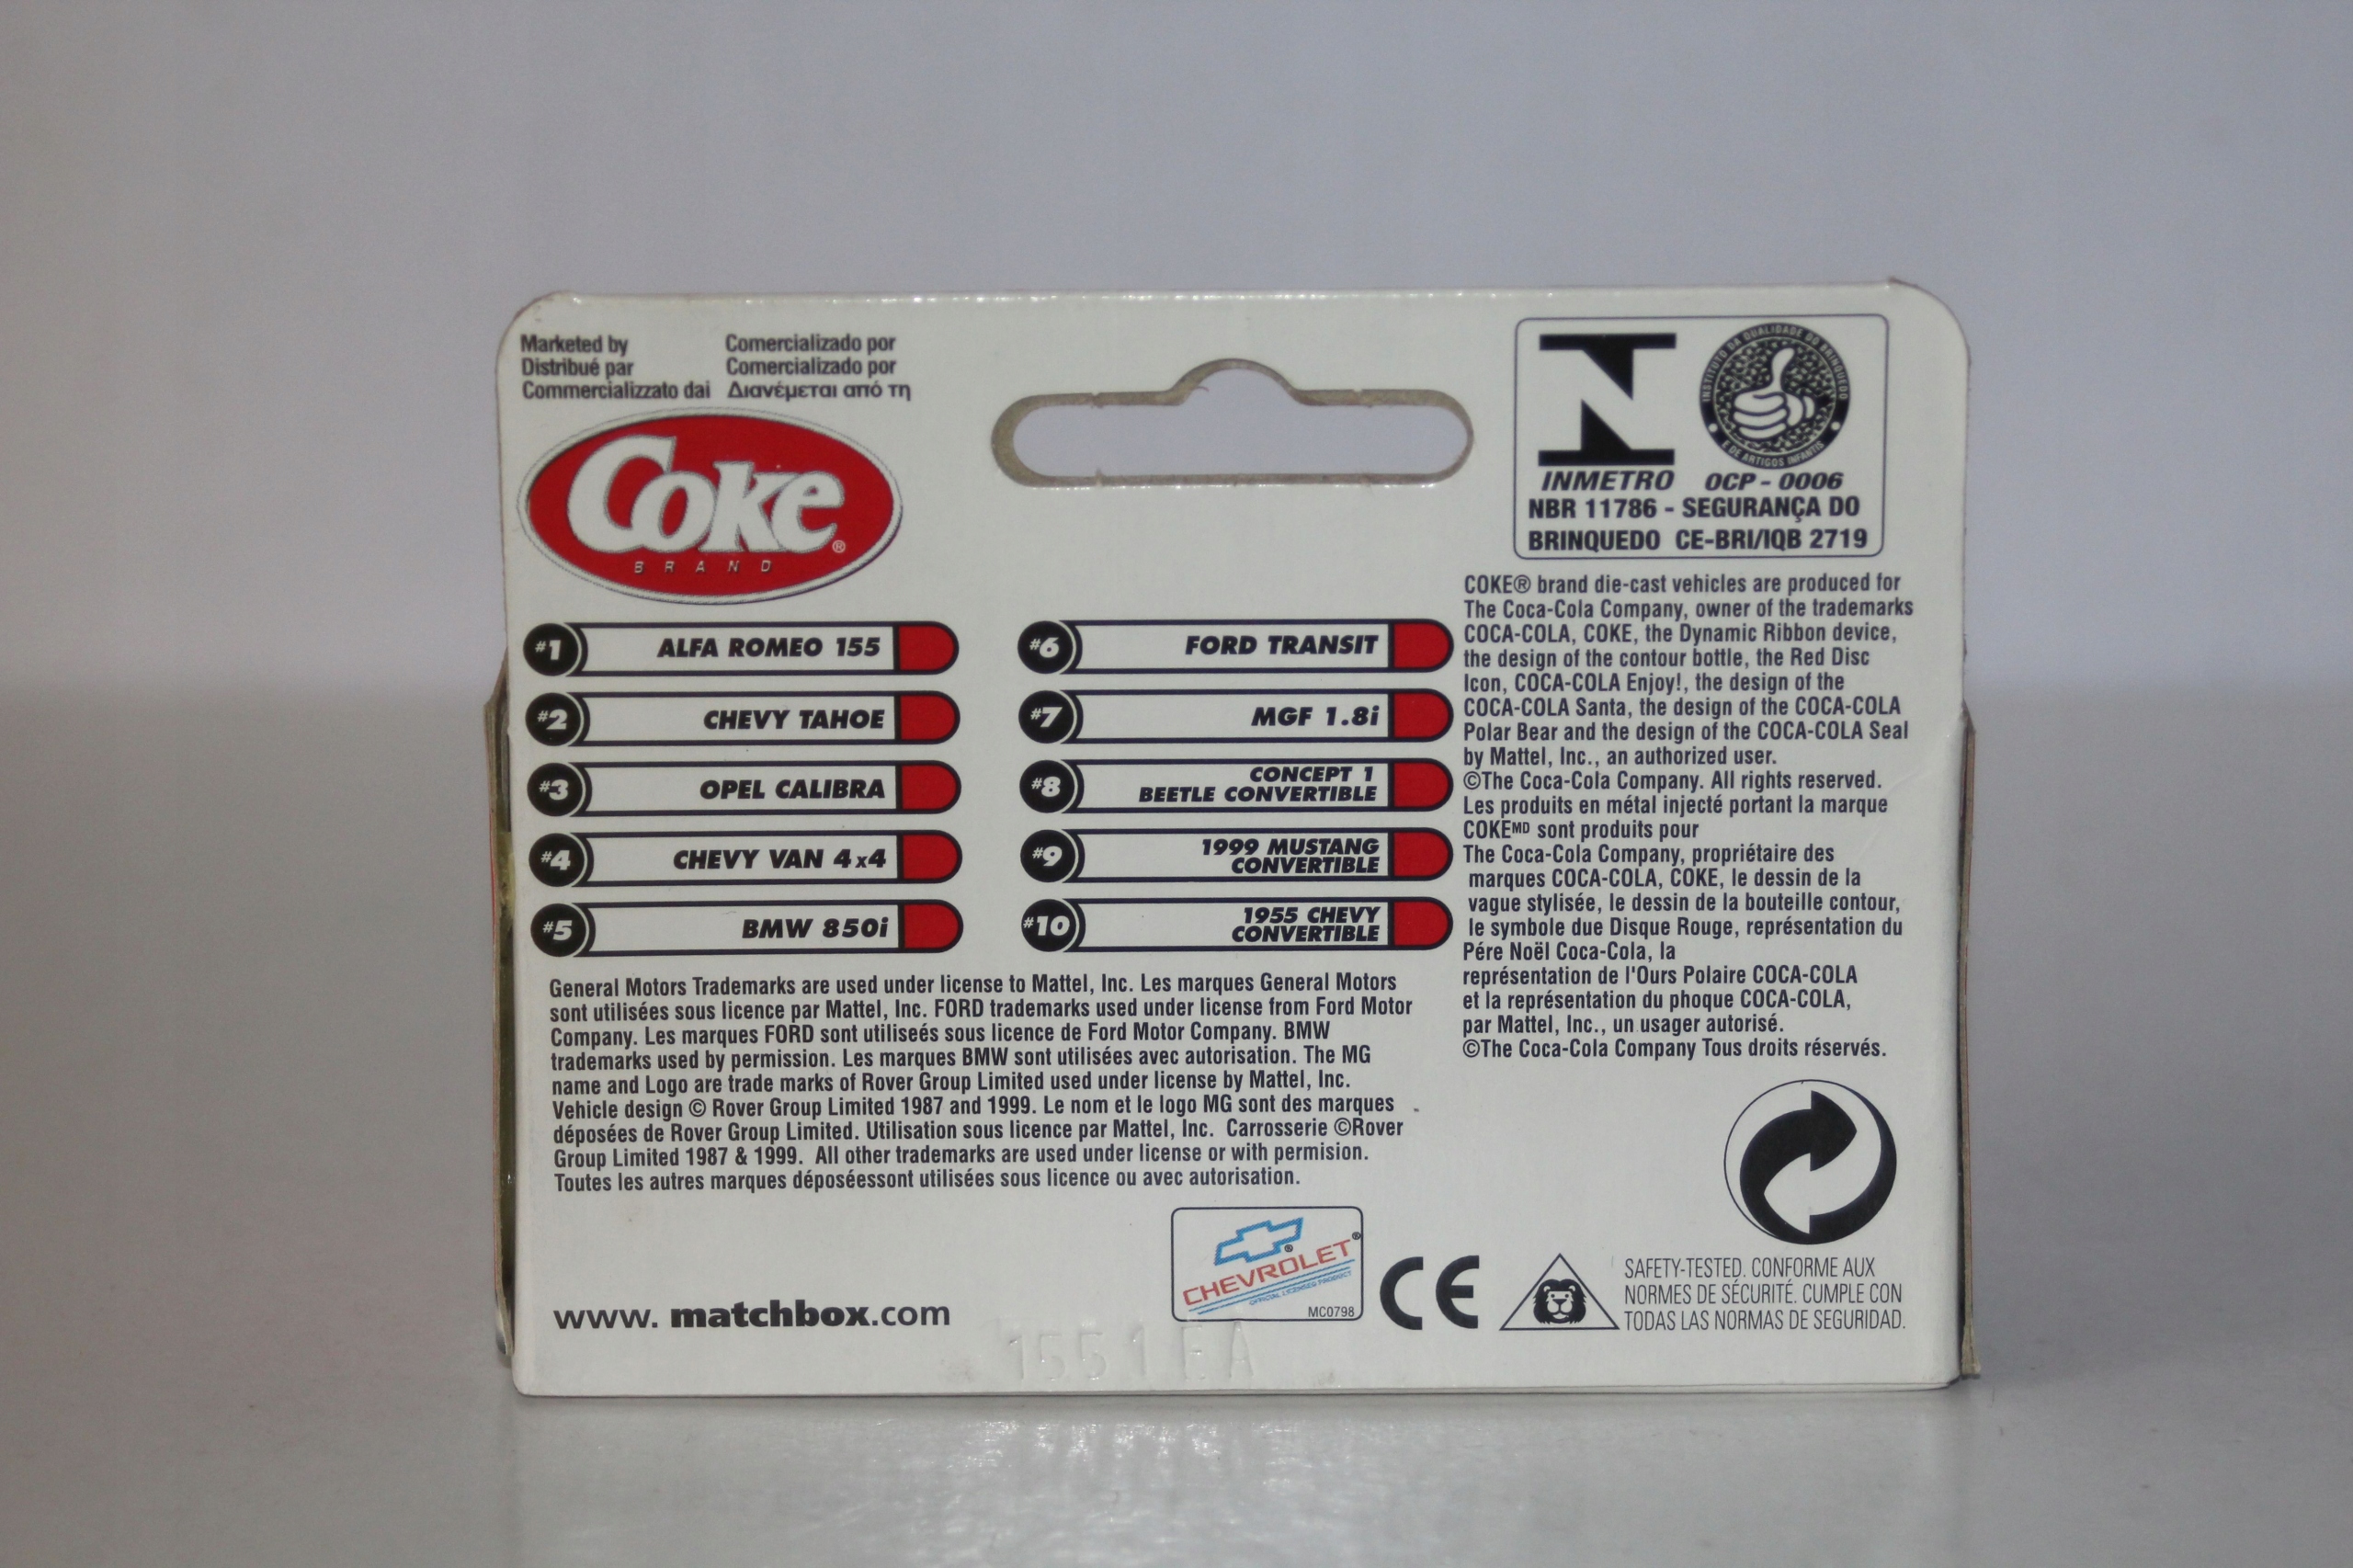 Marketed by
Distribué par
Commercializzato dai
Comercializado por
Comercializado por
Διανέμεται από τη
Coke®
BRAND
INSTITUTO DA QUALIDADE DO BRINQUEDO
E DE ARTIGOS INFANTIS
INMETRO OCP - 0006
NBR 11786 - SEGURANÇA DO
BRINQUEDO CE-BRI/IQB 2719
#1 ALFA ROMEO 155
#2 CHEVY TAHOE
#3 OPEL CALIBRA
#4 CHEVY VAN 4x4
#5 BMW 850i
#6 FORD TRANSIT
#7 MGF 1.8i
#8 CONCEPT 1
BEETLE CONVERTIBLE
#9 1999 MUSTANG
CONVERTIBLE
#10 1955 CHEVY
CONVERTIBLE
COKE® brand die-cast vehicles are produced for
The Coca-Cola Company, owner of the trademarks
COCA-COLA, COKE, the Dynamic Ribbon device,
the design of the contour bottle, the Red Disc
Icon, COCA-COLA Enjoy!, the design of the
COCA-COLA Santa, the design of the COCA-COLA
Polar Bear and the design of the COCA-COLA Seal
by Mattel, Inc., an authorized user.
©The Coca-Cola Company. All rights reserved.
Les produits en métal injecté portant la marque
COKEMD sont produits pour
The Coca-Cola Company, propriétaire des
marques COCA-COLA, COKE, le dessin de la
vague stylisée, le dessin de la bouteille contour,
le symbole due Disque Rouge, représentation du
Pére Noël Coca-Cola, la
représentation de l'Ours Polaire COCA-COLA
et la représentation du phoque COCA-COLA,
par Mattel, Inc., un usager autorisé.
©The Coca-Cola Company Tous droits réservés.
General Motors Trademarks are used under license to Mattel, Inc. Les marques General Motors
sont utilisées sous licence par Mattel, Inc. FORD trademarks used under license from Ford Motor
Company. Les marques FORD sont utiliseés sous licence de Ford Motor Company. BMW
trademarks used by permission. Les marques BMW sont utilisées avec autorisation. The MG
name and Logo are trade marks of Rover Group Limited used under license by Mattel, Inc.
Vehicle design © Rover Group Limited 1987 and 1999. Le nom et le logo MG sont des marques
déposées de Rover Group Limited. Utilisation sous licence par Mattel, Inc. Carrosserie ©Rover
Group Limited 1987 & 1999. All other trademarks are used under license or with permision.
Toutes les autres marques déposéessont utilisées sous licence ou avec autorisation.
www. matchbox.com
CHEVROLET®
OFFICIAL LICENSED PRODUCT
MC0798
CE
SAFETY-TESTED. CONFORME AUX
NORMES DE SÉCURITÉ. CUMPLE CON
TODAS LAS NORMAS DE SEGURIDAD.
1551EA